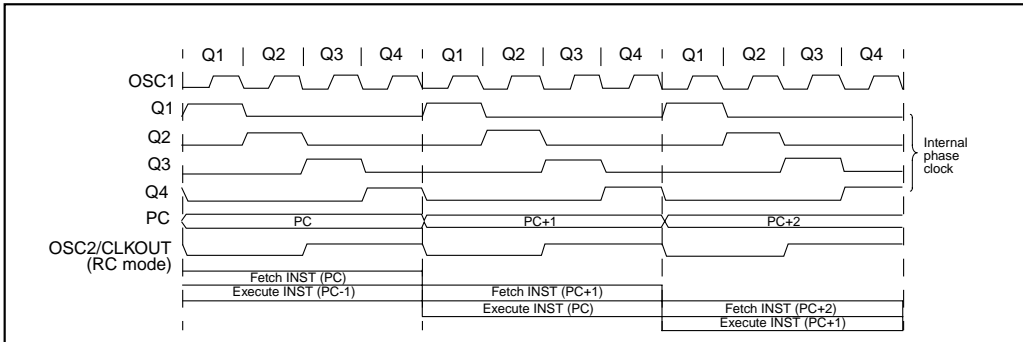 Q1 Q2 Q3 Q4 Q1 Q2 Q3 Q4 Q1 Q2 Q3 Q4
OSC1
Q1
Q2
Q3
Q4
PC
OSC2/CLKOUT
(RC mode)
PC PC+1 PC+2
Internal
phase
clock
Fetch INST (PC)
Execute INST (PC-1) Fetch INST (PC+1)
Execute INST (PC) Fetch INST (PC+2)
Execute INST (PC+1)